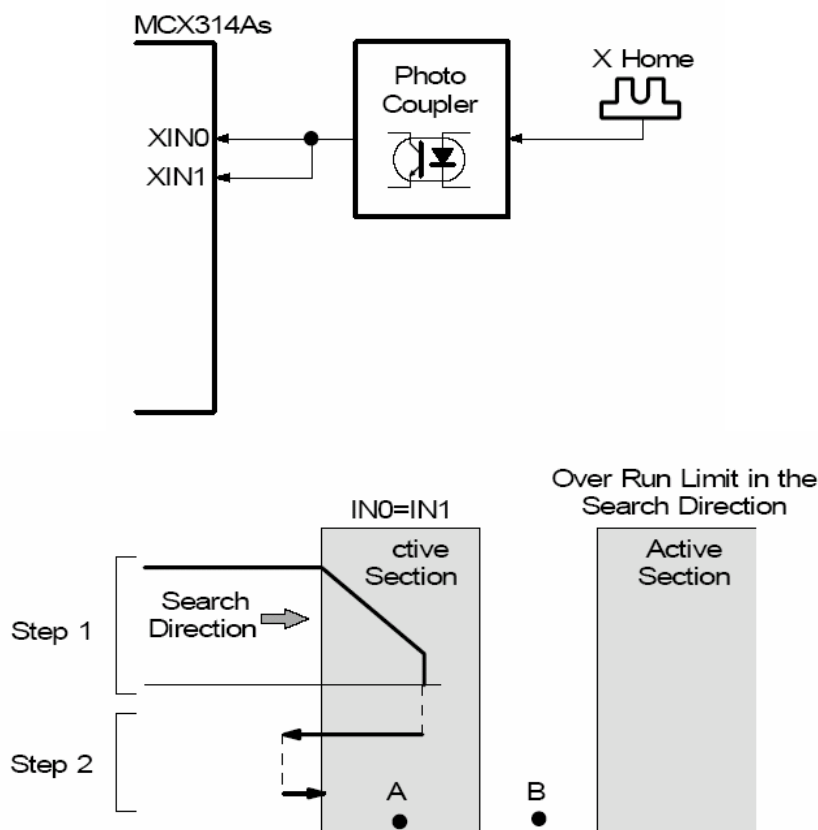 MCX314As
Photo
Coupler
X Home
XIN0
XIN1
Over Run Limit in the
Search Direction
IN0=IN1
ctive
Section
Active
Section
Search
Direction
Step 1
Step 2
A
B